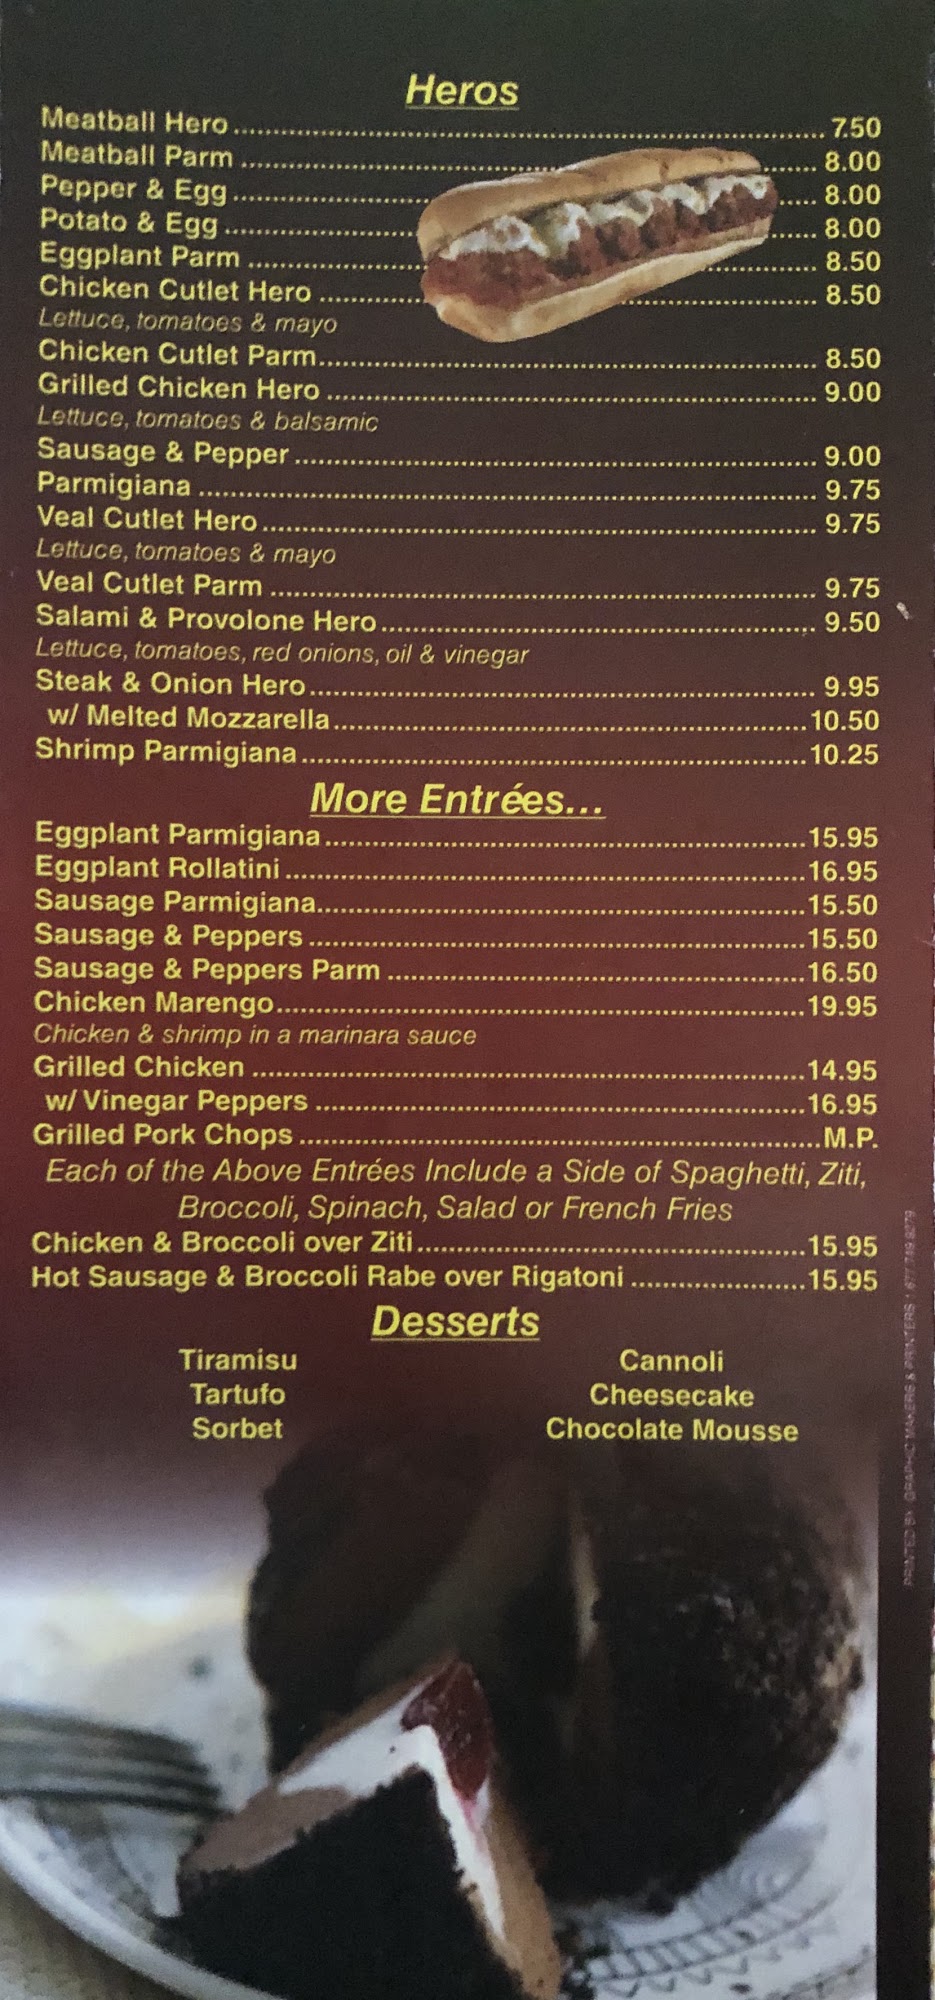 Heros
Meatball Hero 7.50
Meatball Parm 8.00
Pepper & Egg 8.00
Potato & Egg 8.00
Eggplant Parm 8.50
Chicken Cutlet Hero 8.50
Lettuce, tomatoes & mayo
Chicken Cutlet Parm 8.50
Grilled Chicken Hero 9.00
Lettuce, tomatoes & balsamic
Sausage & Pepper 9.00
Parmigiana 9.75
Veal Cutlet Hero 9.75
Lettuce, tomatoes & mayo
Veal Cutlet Parm 9.75
Salami & Provolone Hero 9.50
Lettuce, tomatoes, red onions, oil & vinegar
Steak & Onion Hero 9.95
w/ Melted Mozzarella 10.50
Shrimp Parmigiana 10.25
More Entrées...
Eggplant Parmigiana 15.95
Eggplant Rollatini 16.95
Sausage Parmigiana 15.50
Sausage & Peppers 15.50
Sausage & Peppers Parm 16.50
Chicken Marengo 19.95
Chicken & shrimp in a marinara sauce
Grilled Chicken 14.95
w/ Vinegar Peppers 16.95
Grilled Pork Chops M.P.
Each of the Above Entrées Include a Side of Spaghetti, Ziti,
Broccoli, Spinach, Salad or French Fries
Chicken & Broccoli over Ziti 15.95
Hot Sausage & Broccoli Rabe over Rigatoni 15.95
Desserts
Tiramisu Cannoli
Tartufo Cheesecake
Sorbet Chocolate Mousse
PRINTED BY GRAPHIC MAKERS & PRINTERS